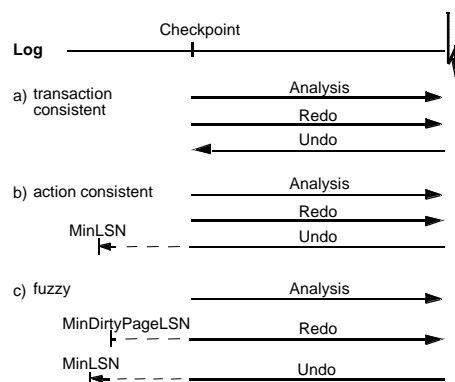 Checkpoint
Log
a) transaction
consistent
Analysis
Redo
Undo
b) action consistent
Analysis
Redo
MinLSN
Undo
c) fuzzy
Analysis
MinDirtyPageLSN
Redo
MinLSN
Undo